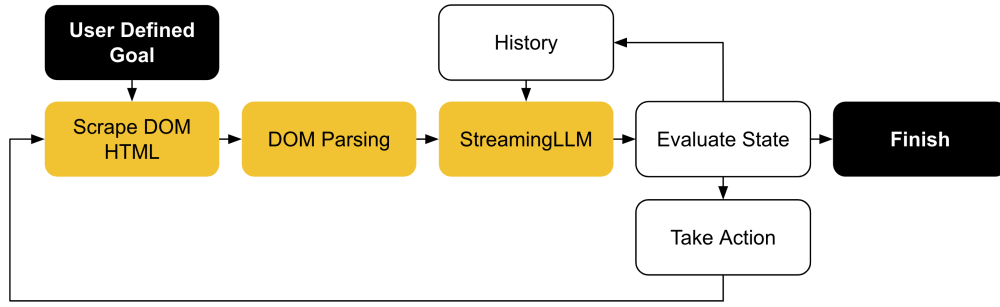 User Defined
Goal
History
Scrape DOM
HTML
DOM Parsing
StreamingLLM
Evaluate State
Finish
Take Action